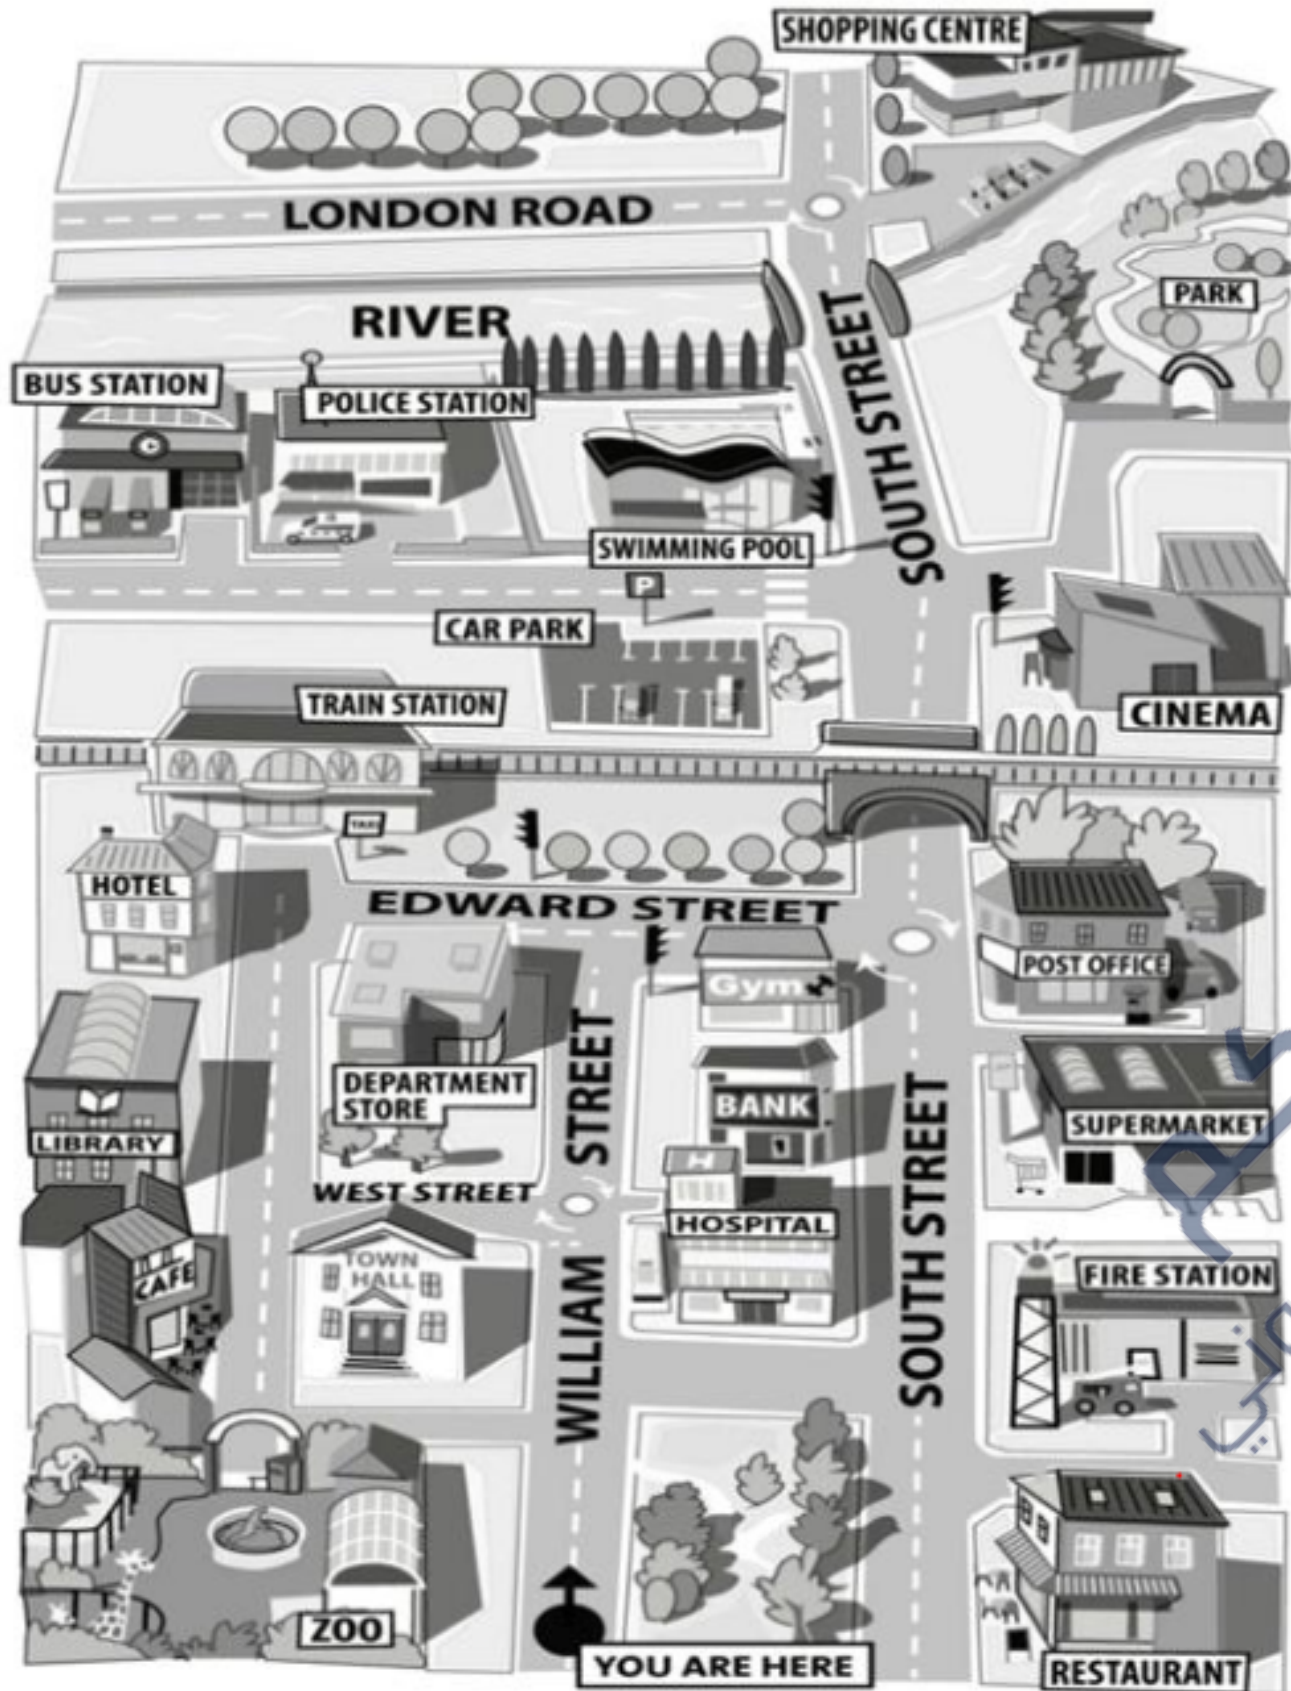 SHOPPING CENTRE
LONDON ROAD
RIVER
PARK
SOUTH STREET
BUS STATION
POLICE STATION
SWIMMING POOL
P
CAR PARK
TRAIN STATION
CINEMA
TAXI
HOTEL
EDWARD STREET
POST OFFICE
Gym
DEPARTMENT
STORE
WILLIAM STREET
BANK
SUPERMARKET
LIBRARY
WEST STREET
H
HOSPITAL
SOUTH STREET
CAFE
TOWN
HALL
FIRE STATION
ZOO
YOU ARE HERE
RESTAURANT